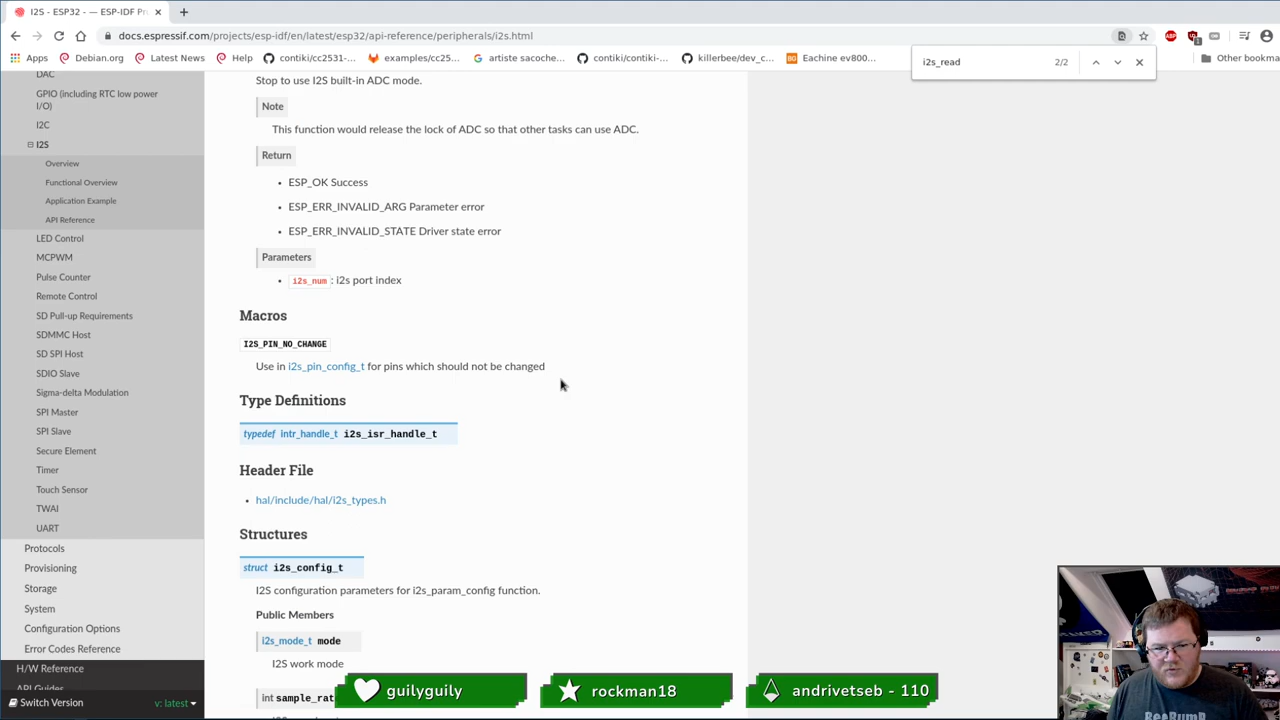 I2S - ESP32 - — ESP-IDF Pr
docs.espressif.com/projects/esp-idf/en/latest/esp32/api-reference/peripherals/i2s.html
Apps
Debian.org
Latest News
Help
contiki/cc2531-...
examples/cc25...
artiste sacoche...
contiki/contiki-...
killerbee/dev_c...
Eachine ev800...
Other bookma
i2s_read
2/2
DAC
GPIO (including RTC low power
I/O)
I2C
I2S
Overview
Functional Overview
Application Example
API Reference
LED Control
MCPWM
Pulse Counter
Remote Control
SD Pull-up Requirements
SDMMC Host
SD SPI Host
SDIO Slave
Sigma-delta Modulation
SPI Master
SPI Slave
Secure Element
Timer
Touch Sensor
TWAI
UART
Protocols
Provisioning
Storage
System
Configuration Options
Error Codes Reference
H/W Reference
API Guides
Switch Version
v: latest
Stop to use I2S built-in ADC mode.
Note
This function would release the lock of ADC so that other tasks can use ADC.
Return
• ESP_OK Success
• ESP_ERR_INVALID_ARG Parameter error
• ESP_ERR_INVALID_STATE Driver state error
Parameters
• i2s_num : i2s port index
Macros
I2S_PIN_NO_CHANGE
Use in i2s_pin_config_t for pins which should not be changed
Type Definitions
typedef intr_handle_t i2s_isr_handle_t
Header File
• hal/include/hal/i2s_types.h
Structures
struct i2s_config_t
I2S configuration parameters for i2s_param_config function.
Public Members
i2s_mode_t mode
I2S work mode
int sample_rat
guilyguily
rockman18
andrivetseb - 110